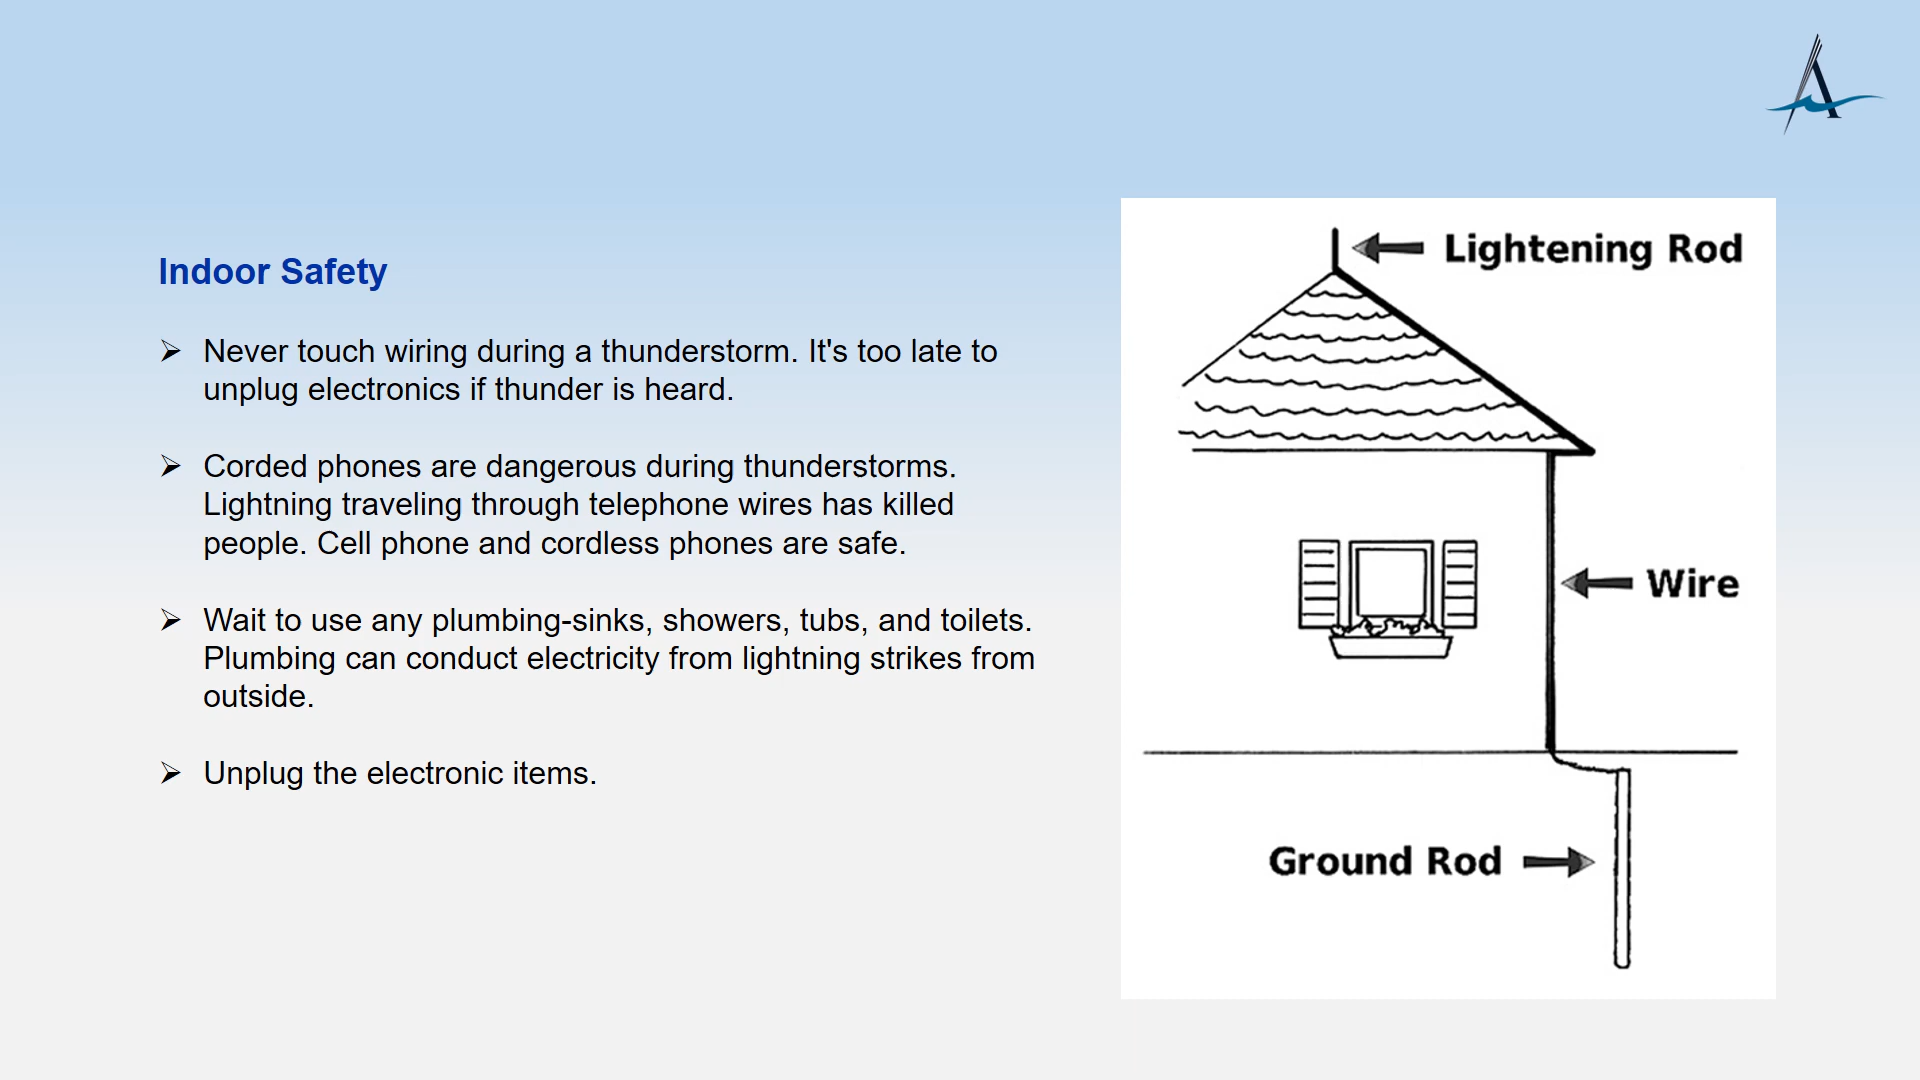 Indoor Safety
➢ Never touch wiring during a thunderstorm. It's too late to
unplug electronics if thunder is heard.
➢ Corded phones are dangerous during thunderstorms.
Lightning traveling through telephone wires has killed
people. Cell phone and cordless phones are safe.
➢ Wait to use any plumbing-sinks, showers, tubs, and toilets.
Plumbing can conduct electricity from lightning strikes from
outside.
➢ Unplug the electronic items.
Lightening Rod
Wire
Ground Rod
A